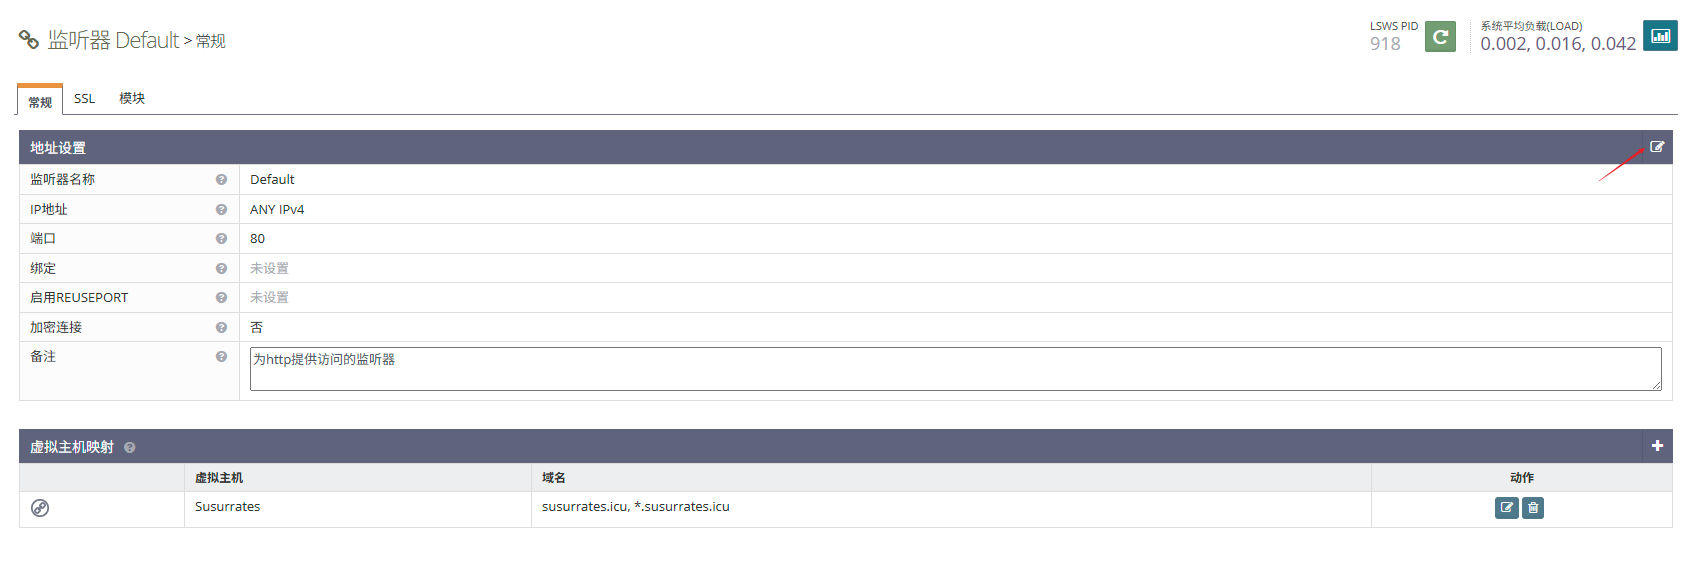 监听器 Default > 常规
LSWS PID
918
系统平均负载(LOAD)
0.002, 0.016, 0.042
常规 SSL 模块
地址设置
监听器名称 Default
IP地址 ANY IPv4
端口 80
绑定 未设置
启用REUSEPORT 未设置
加密连接 否
备注 为http提供访问的监听器
虚拟主机映射
虚拟主机 域名 动作
Susurrates susurrates.icu, *.susurrates.icu